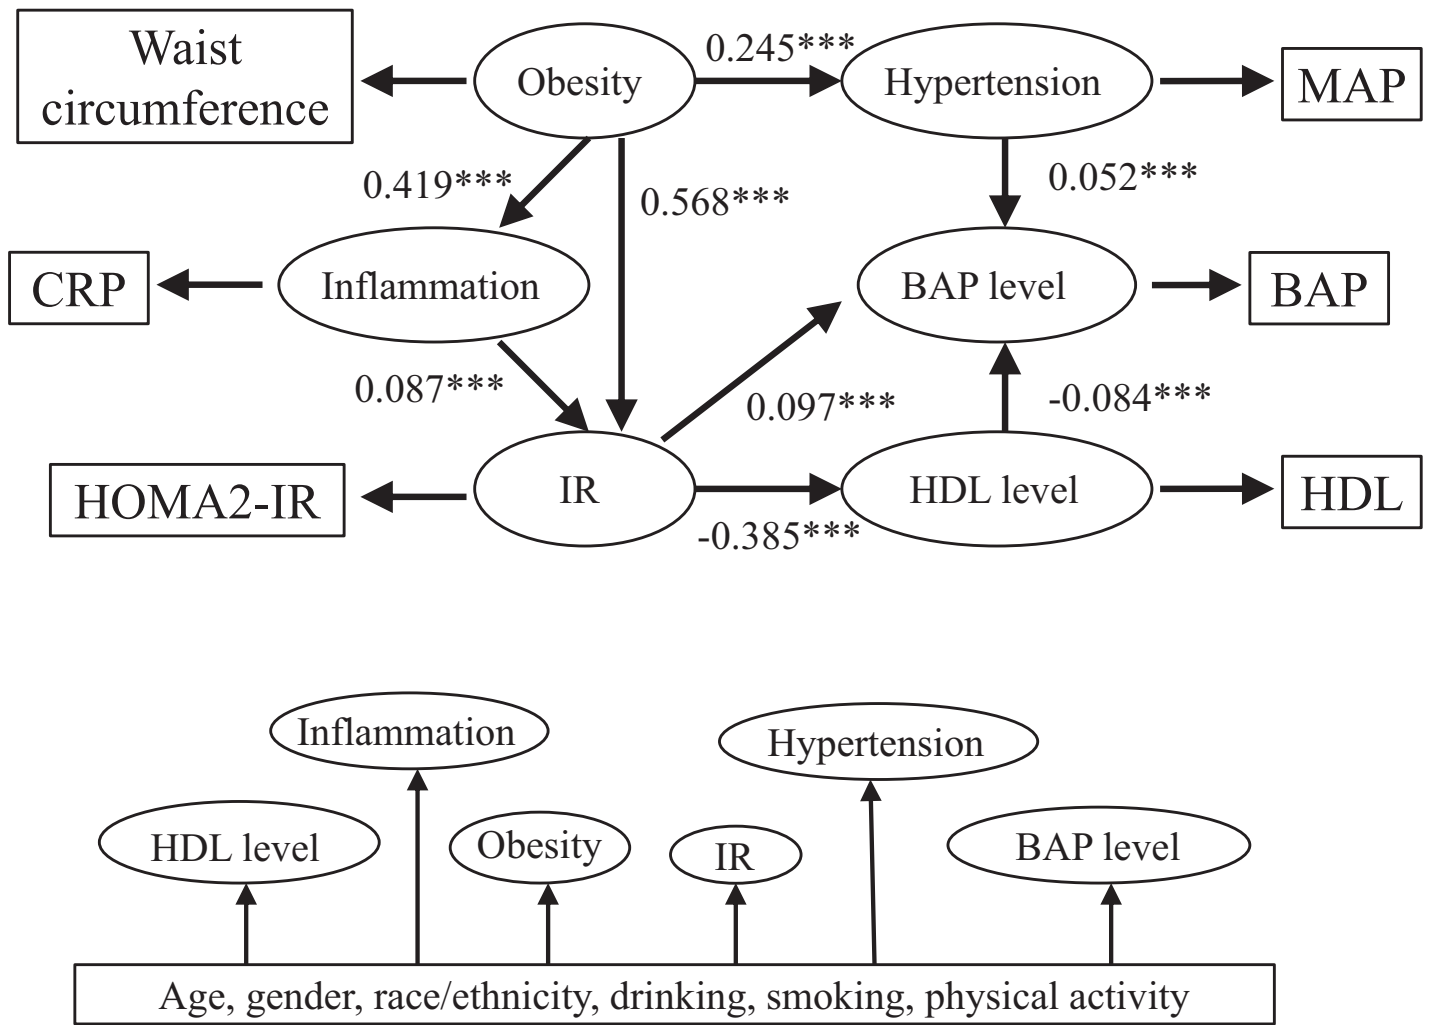 Waist
circumference
Obesity
0.245***
Hypertension
MAP
0.419***
0.568***
0.052***
CRP
Inflammation
BAP level
BAP
0.087***
0.097***
-0.084***
HOMA2-IR
IR
-0.385***
HDL level
HDL
Inflammation
Hypertension
HDL level
Obesity
IR
BAP level
Age, gender, race/ethnicity, drinking, smoking, physical activity